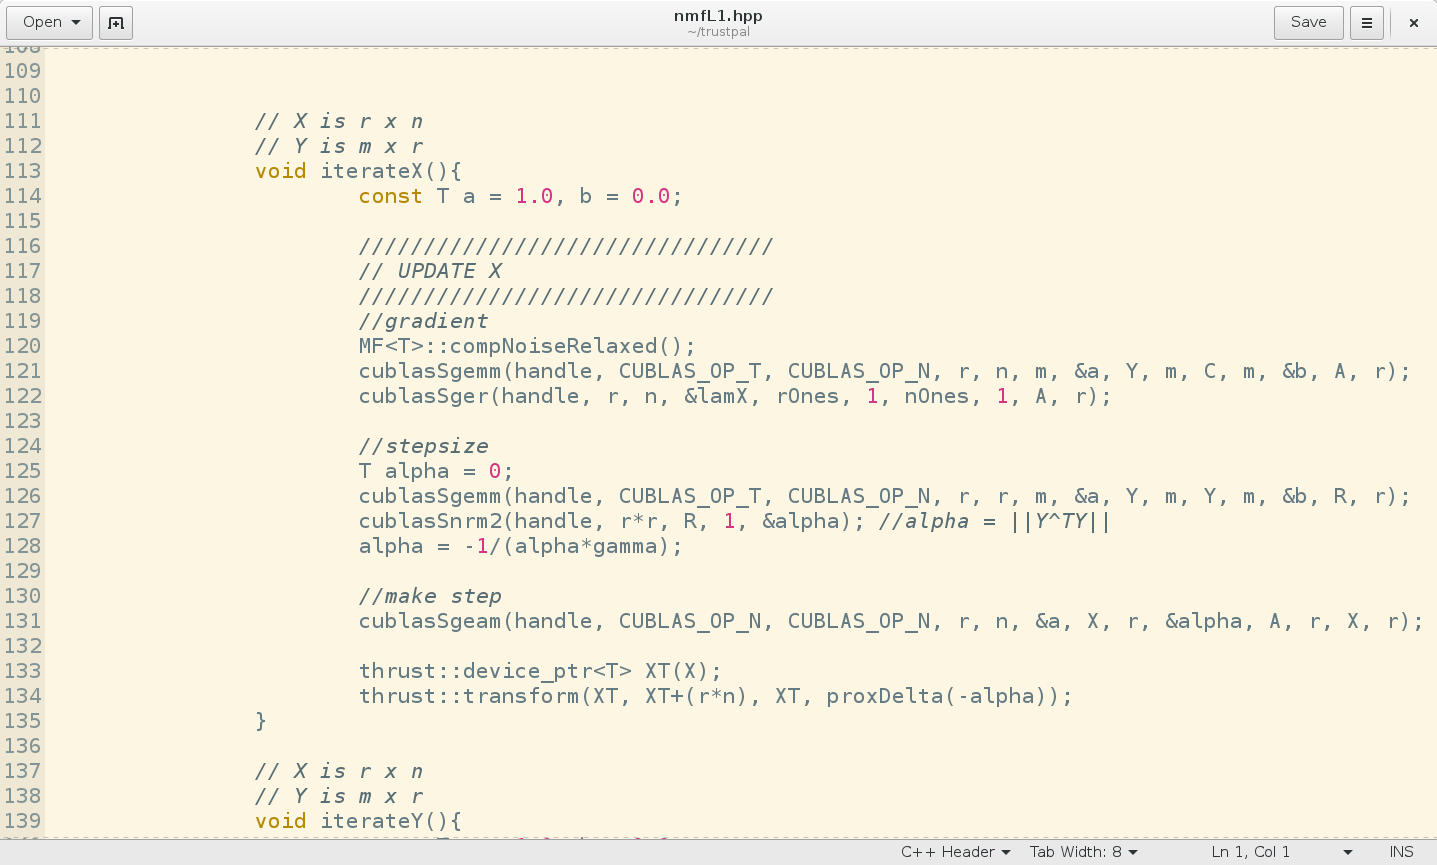 Open
nmfL1.hpp
~/trustpal
Save
108
109
110
111 // X is r x n
112 // Y is m x r
113 void iterateX(){
114 const T a = 1.0, b = 0.0;
115
116 ////////////////////////////////
117 // UPDATE X
118 ////////////////////////////////
119 //gradient
120 MF<T>::compNoiseRelaxed();
121 cublasSgemm(handle, CUBLAS_OP_T, CUBLAS_OP_N, r, n, m, &a, Y, m, C, m, &b, A, r);
122 cublasSger(handle, r, n, &lamX, rOnes, 1, nOnes, 1, A, r);
123
124 //stepsize
125 T alpha = 0;
126 cublasSgemm(handle, CUBLAS_OP_T, CUBLAS_OP_N, r, r, m, &a, Y, m, Y, m, &b, R, r);
127 cublasSnrm2(handle, r*r, R, 1, &alpha); //alpha = ||Y^TY||
128 alpha = -1/(alpha*gamma);
129
130 //make step
131 cublasSgeam(handle, CUBLAS_OP_N, CUBLAS_OP_N, r, n, &a, X, r, &alpha, A, r, X, r);
132
133 thrust::device_ptr<T> XT(X);
134 thrust::transform(XT, XT+(r*n), XT, proxDelta(-alpha));
135 }
136
137 // X is r x n
138 // Y is m x r
139 void iterateY(){
C++ Header
Tab Width: 8
Ln 1, Col 1
INS